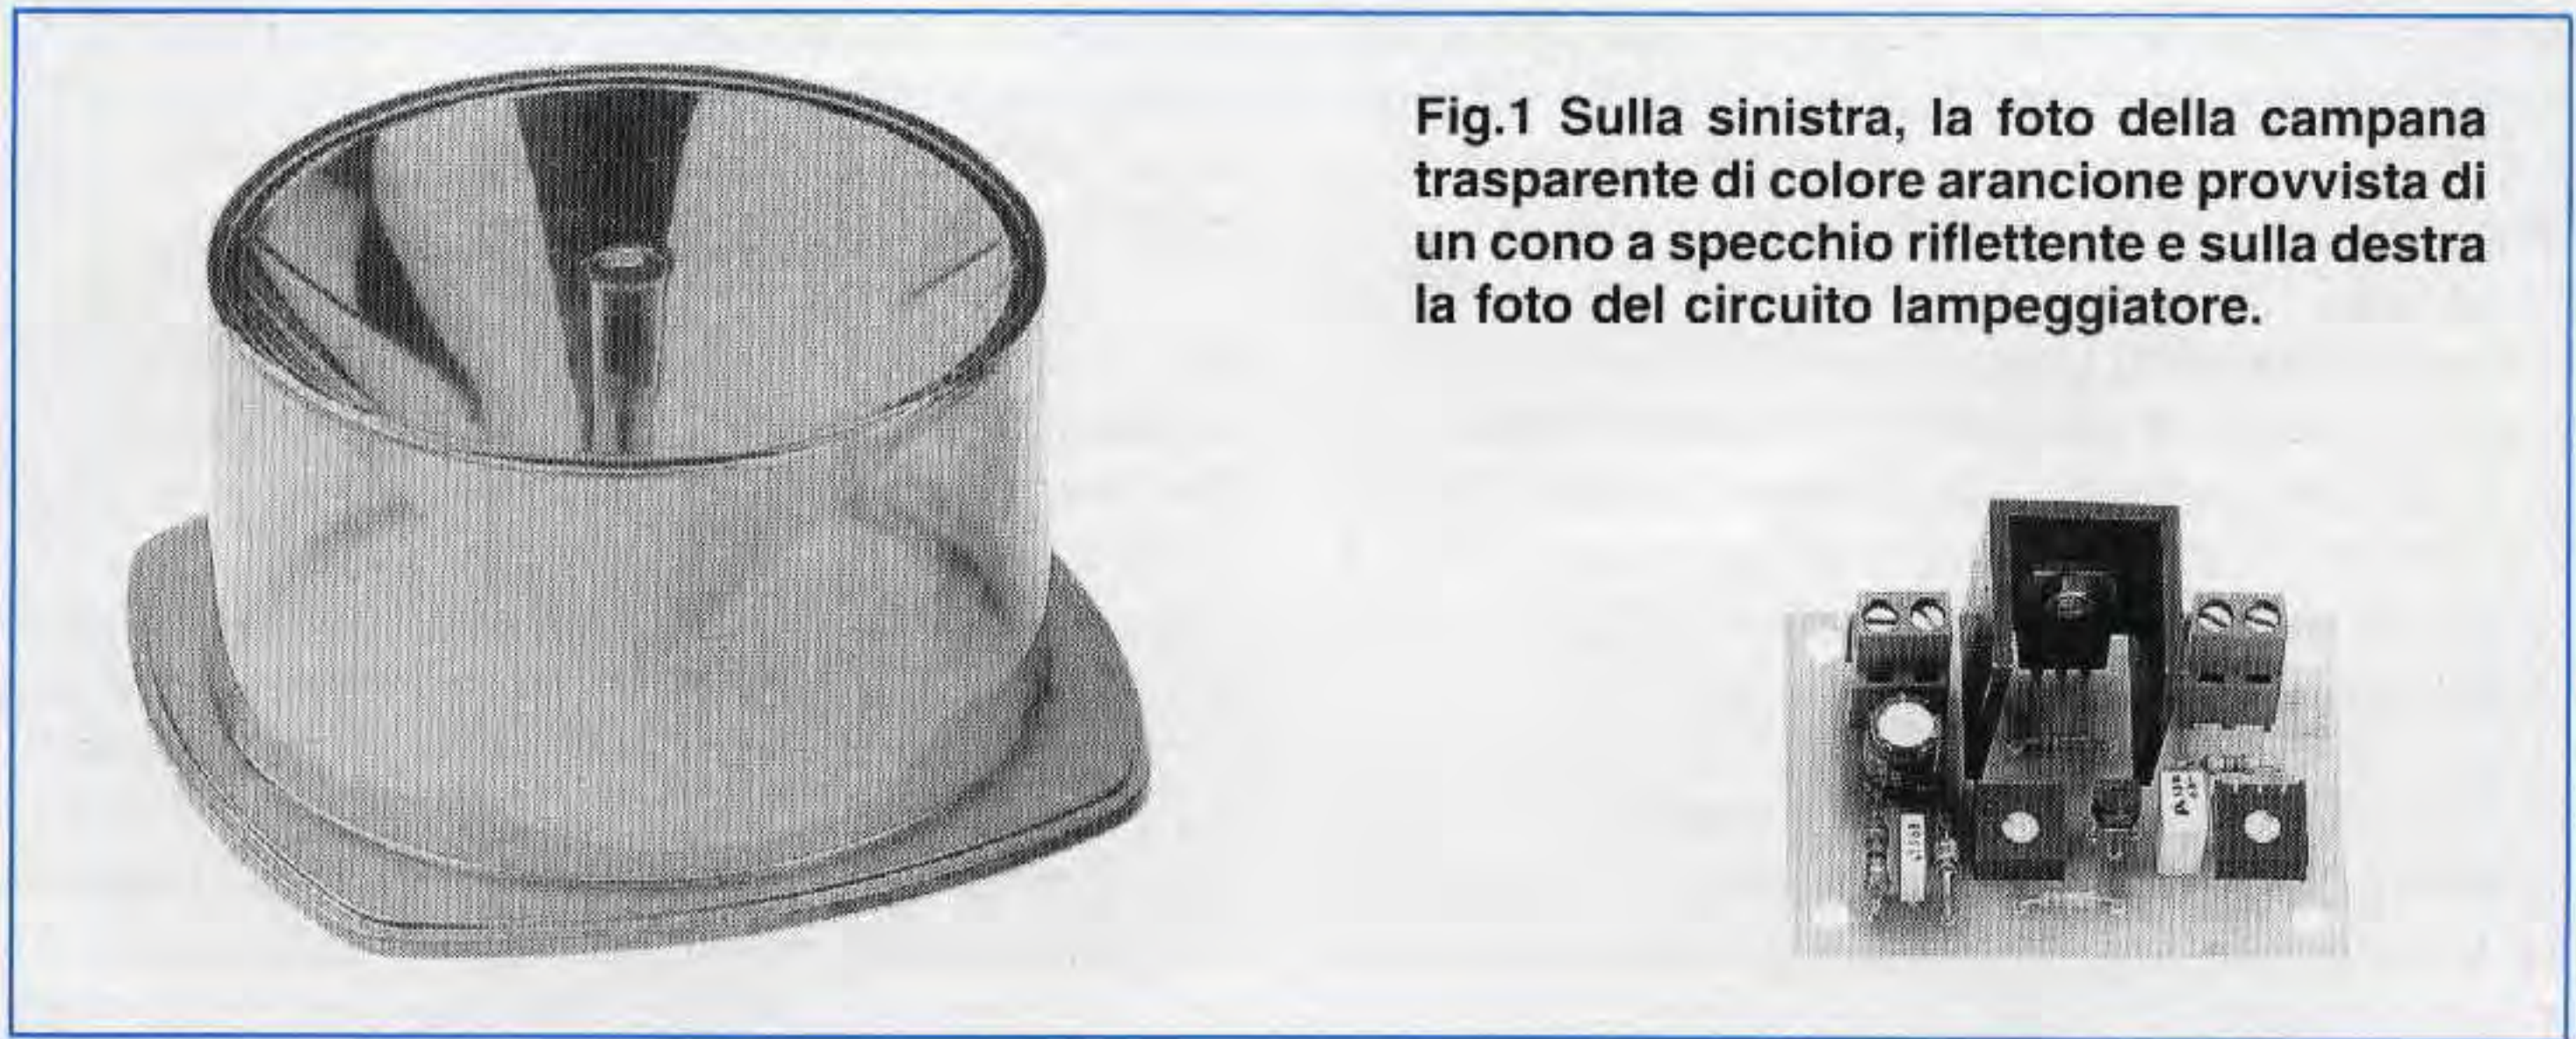 Fig.1 Sulla sinistra, la foto della campana
trasparente di colore arancione provvista di
un cono a specchio riflettente e sulla destra
la foto del circuito lampeggiatore.